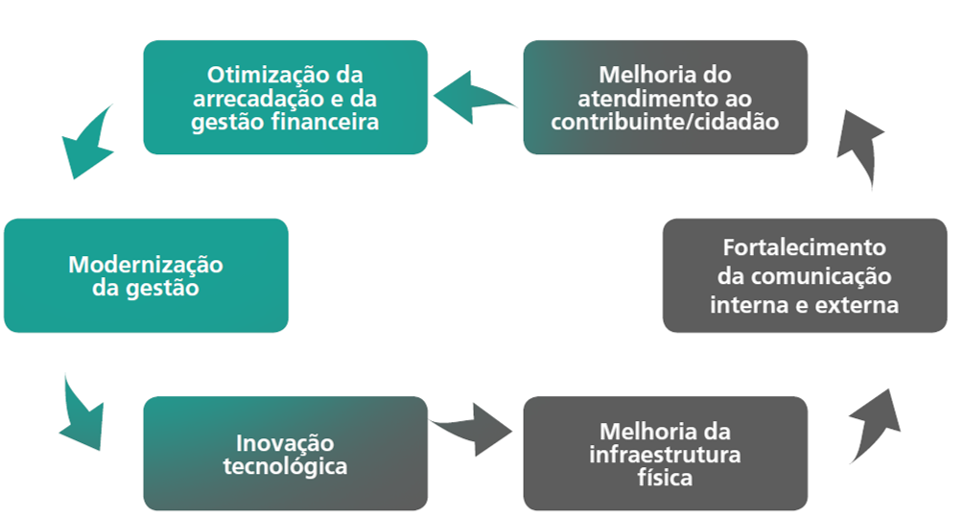 Otimização da
arrecadação e da
gestão financeira
Melhoria do
atendimento ao
contribuinte/cidadão
Modernização
da gestão
Fortalecimento
da comunicação
interna e externa
Inovação
tecnológica
Melhoria da
infraestrutura
física